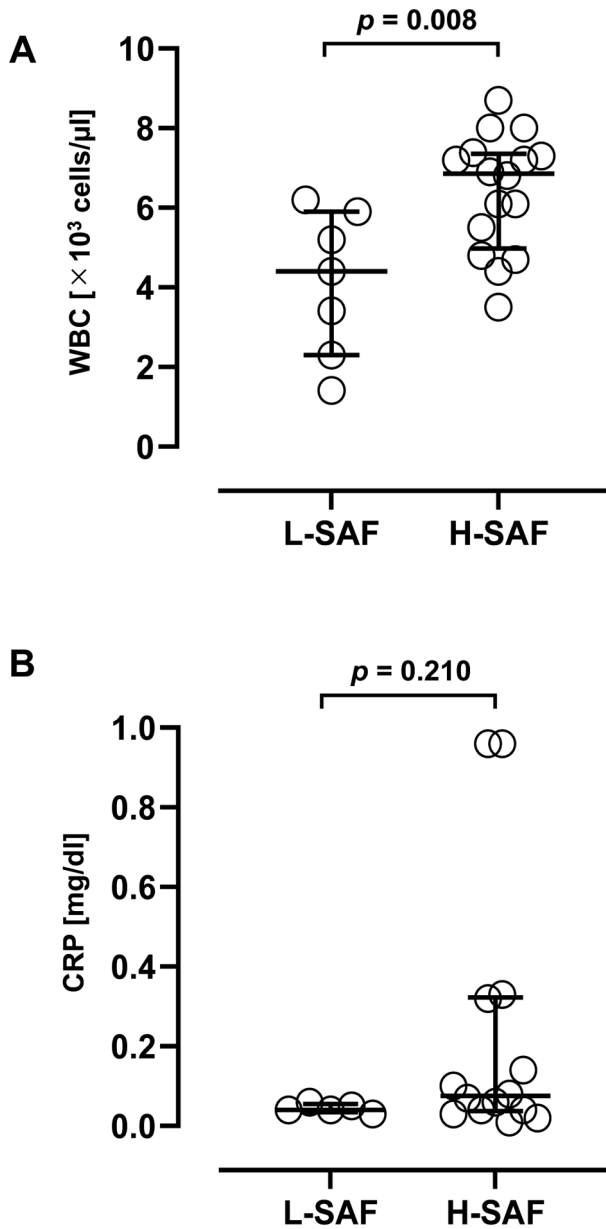 A
p = 0.008
WBC [×10³ cells/µl]
10
8
6
4
2
0
L-SAF H-SAF
B
p = 0.210
CRP [mg/dl]
1.0
0.8
0.6
0.4
0.2
0.0
L-SAF H-SAF